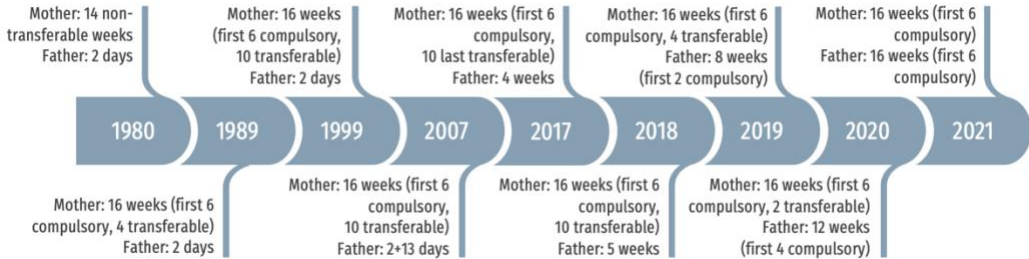 Mother: 14 non-
transferable weeks
Father: 2 days
Mother: 16 weeks
(first 6 compulsory,
10 transferable)
Father: 2 days
Mother: 16 weeks (first 6
compulsory,
10 last transferable)
Father: 4 weeks
Mother: 16 weeks (first 6
compulsory, 4 transferable)
Father: 8 weeks
(first 2 compulsory)
Mother: 16 weeks (first 6
compulsory)
Father: 16 weeks (first 6
compulsory)
1980
1989
1999
2007
2017
2018
2019
2020
2021
Mother: 16 weeks (first 6
compulsory, 4 transferable)
Father: 2 days
Mother: 16 weeks (first 6
compulsory,
10 transferable)
Father: 2+13 days
Mother: 16 weeks (first 6
compulsory,
10 transferable)
Father: 5 weeks
Mother: 16 weeks (first 6
compulsory, 2 transferable)
Father: 12 weeks
(first 4 compulsory)